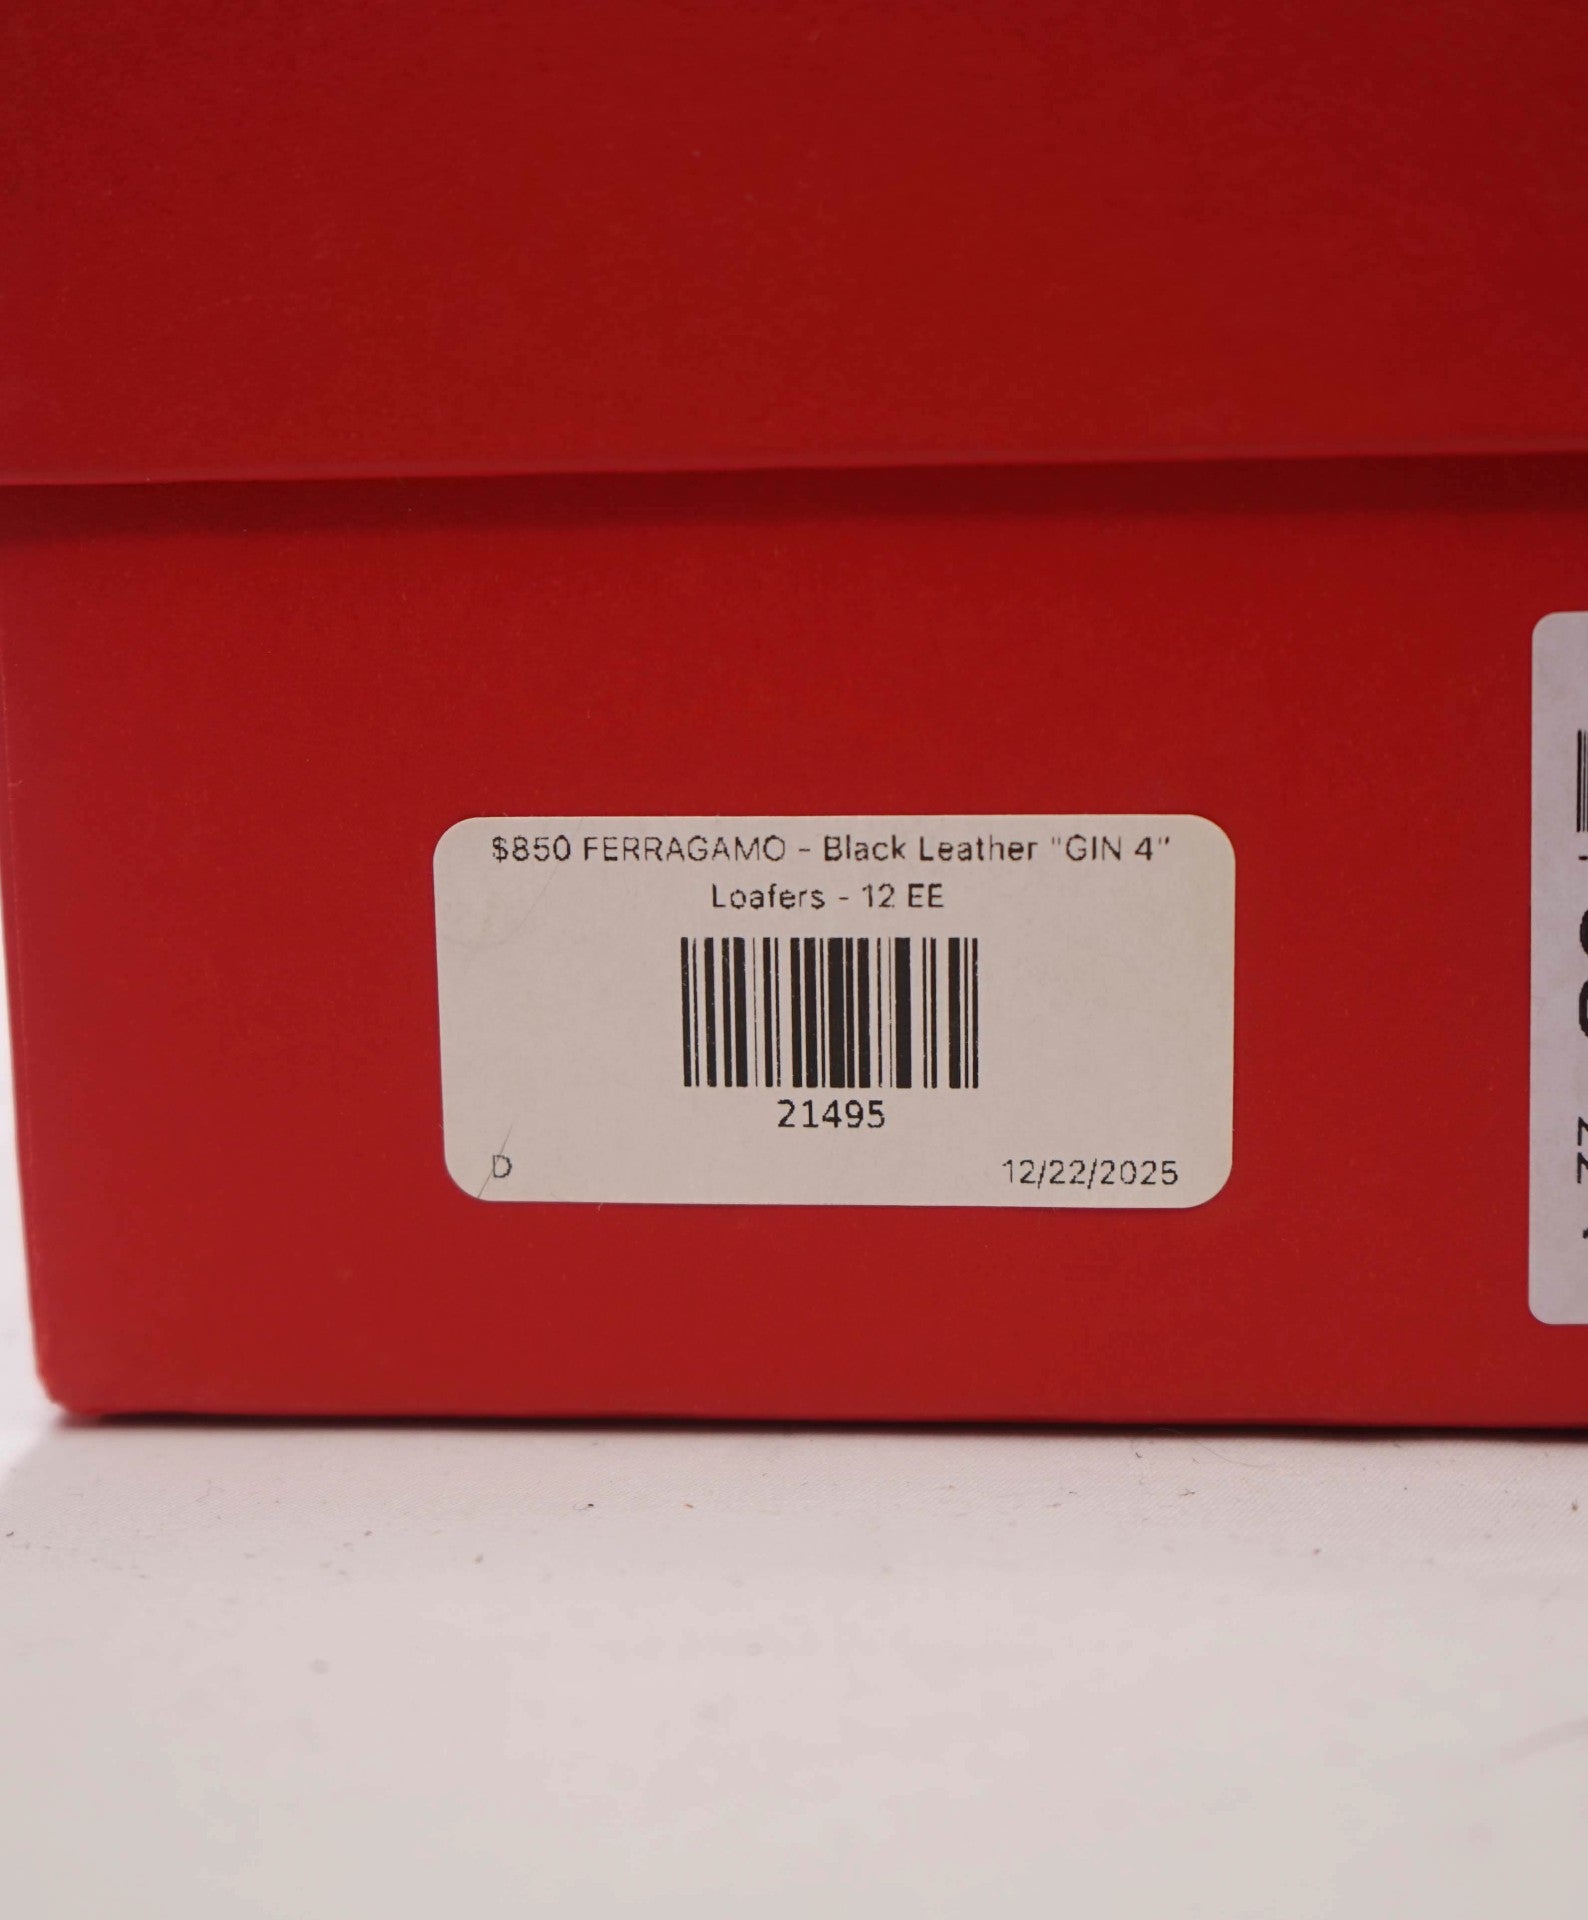 $850 FERRAGAMO - Black Leather "GIN 4"
Loafers - 12 EE
21495
D
12/22/2025